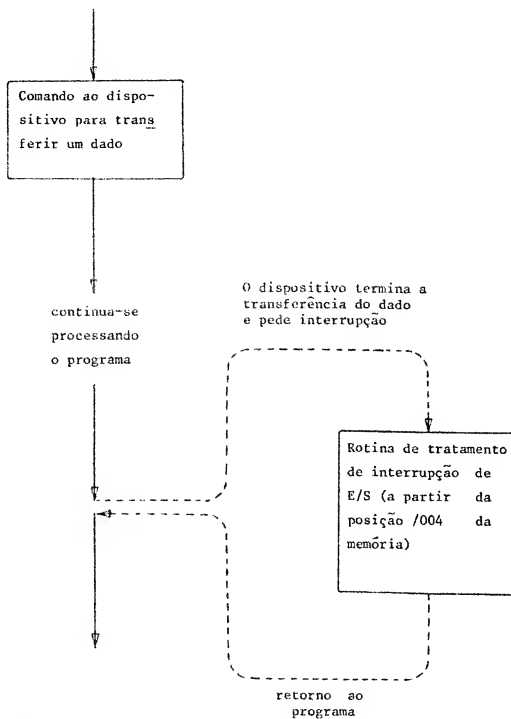 Comando ao dispo-
sitivo para trans
ferir um dado
O dispositivo termina a
transferência do dado
e pede interrupção
continua-se
processando
o programa
Rotina de tratamento
de interrupção de
E/S (a partir da
posição /004 da
memória)
retorno ao
programa